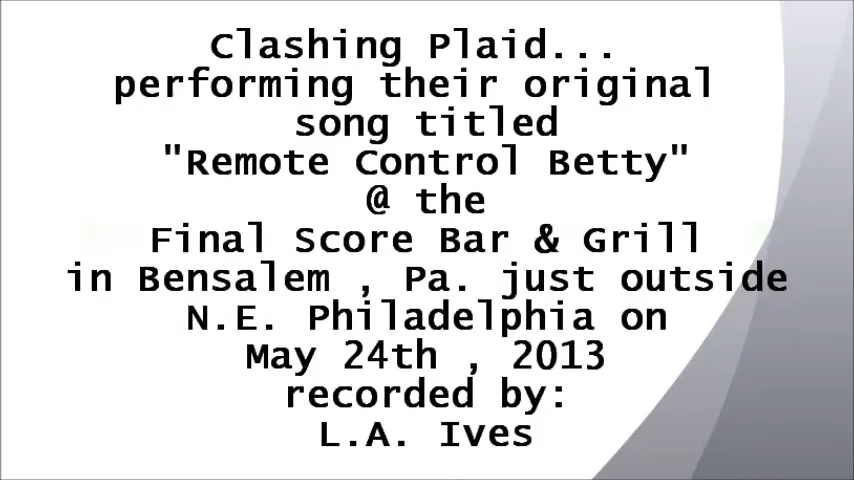 Clashing Plaid...
performing their original
song titled
"Remote Control Betty"
@ the
Final Score Bar & Grill
in Bensalem , Pa. just outside
N.E. Philadelphia on
May 24th , 2013
recorded by:
L.A. Ives